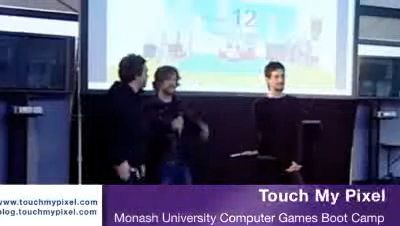 12
Touch My Pixel
www.touchmypixel.com
blog.touchmypixel.com
Monash University Computer Games Boot Camp